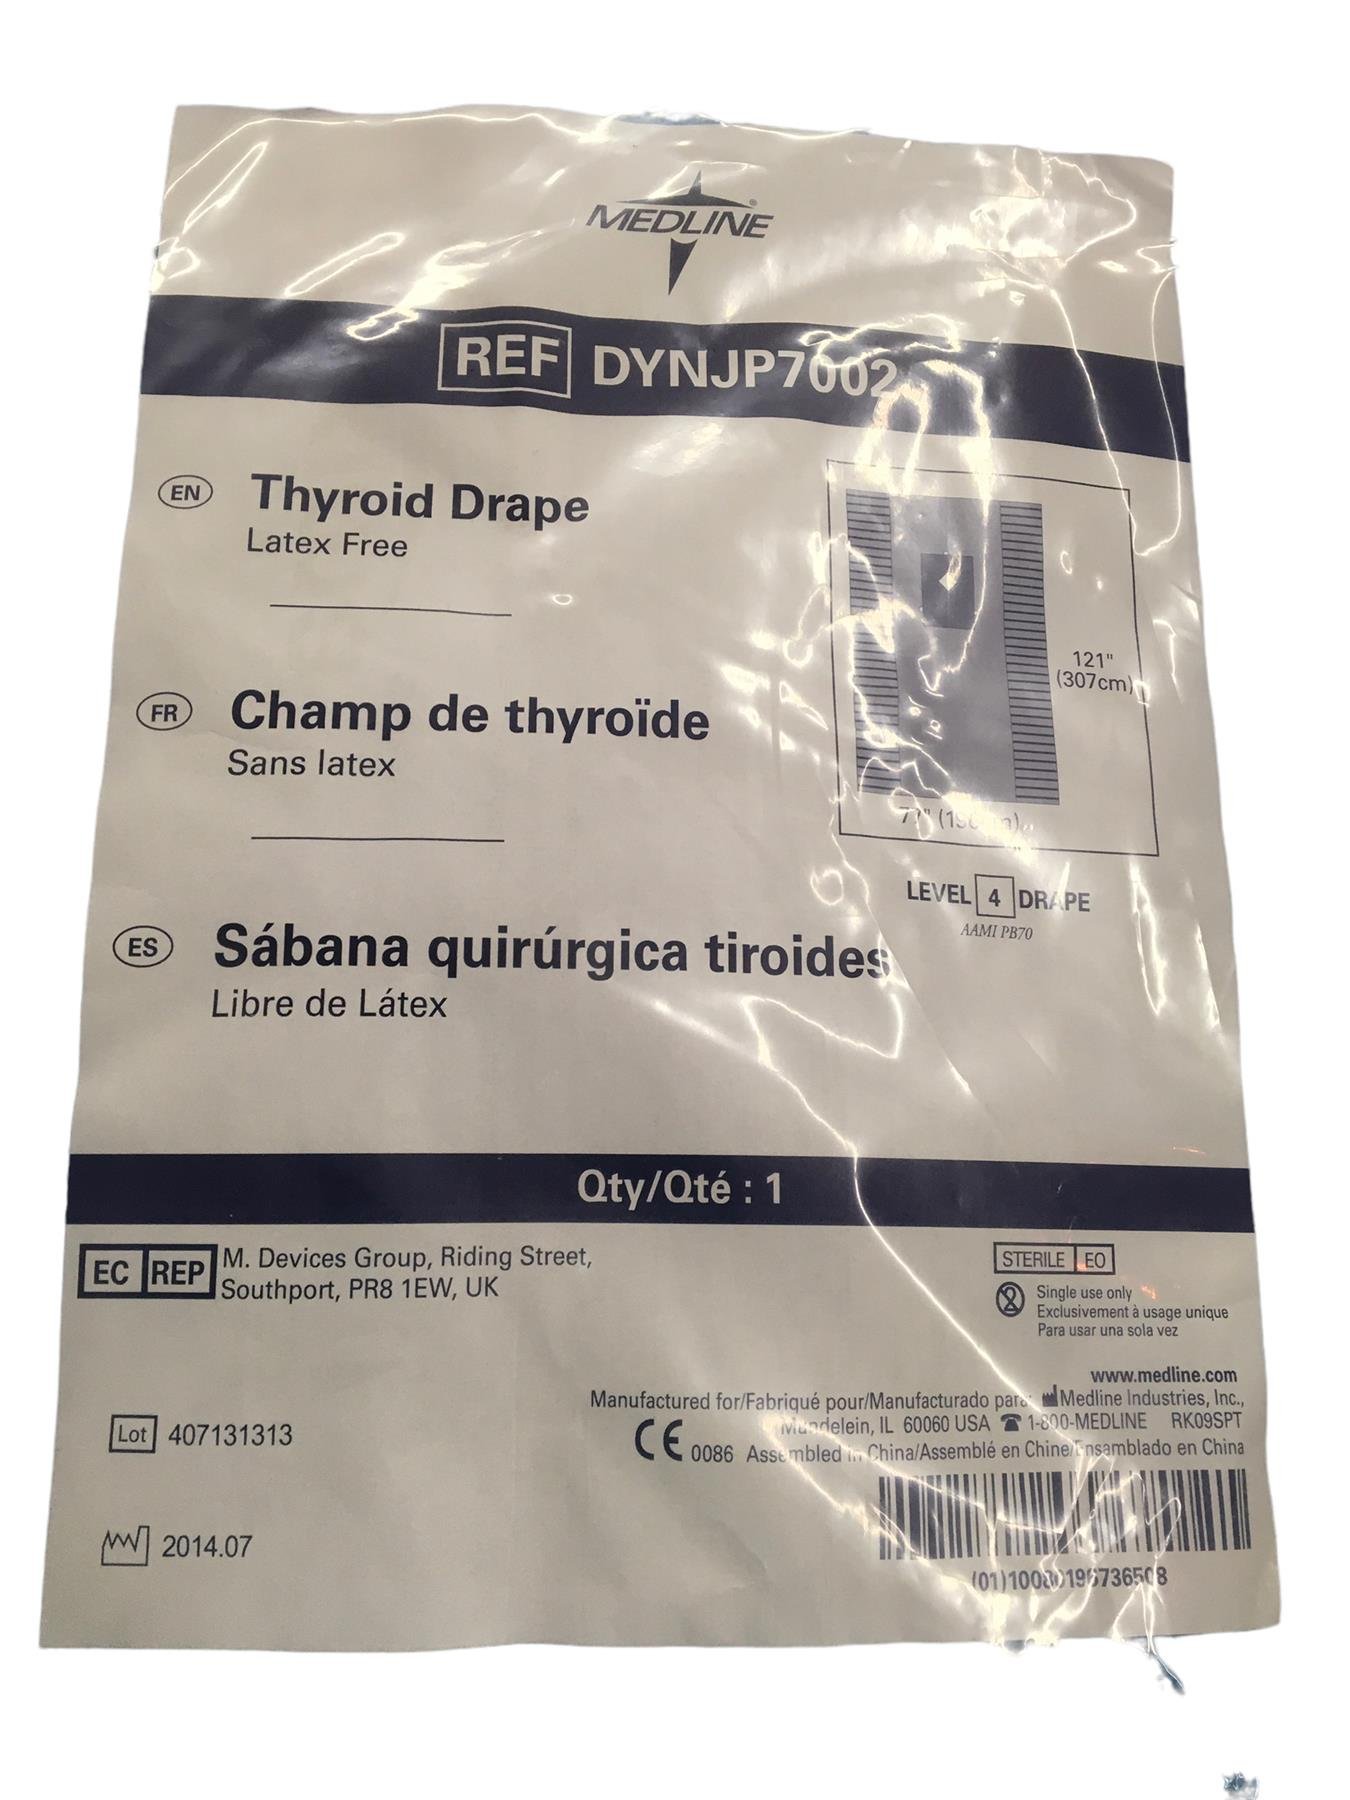 MEDLINE
REF DYNJP7002
EN Thyroid Drape
Latex Free
FR Champ de thyroïde
Sans latex
ES Sábana quirúrgica tiroides
Libre de Látex
121"
(307cm)
77"
LEVEL 4 DRAPE
AAMI PB70
Qty/Qté : 1
EC REP M. Devices Group, Riding Street,
Southport, PR8 1EW, UK
STERILE EO
2 Single use only
Exclusivement à usage unique
Para usar una sola vez
Lot 407131313
2014.07
www.medline.com
Manufactured for/Fabriqué pour/Manufacturado para: Medline Industries, Inc.,
Mundelein, IL 60060 USA ☎ 1-800-MEDLINE RK09SPT
CE 0086 Assembled in China/Assemblé en Chine/Ensamblado en China
(01)10080196736508